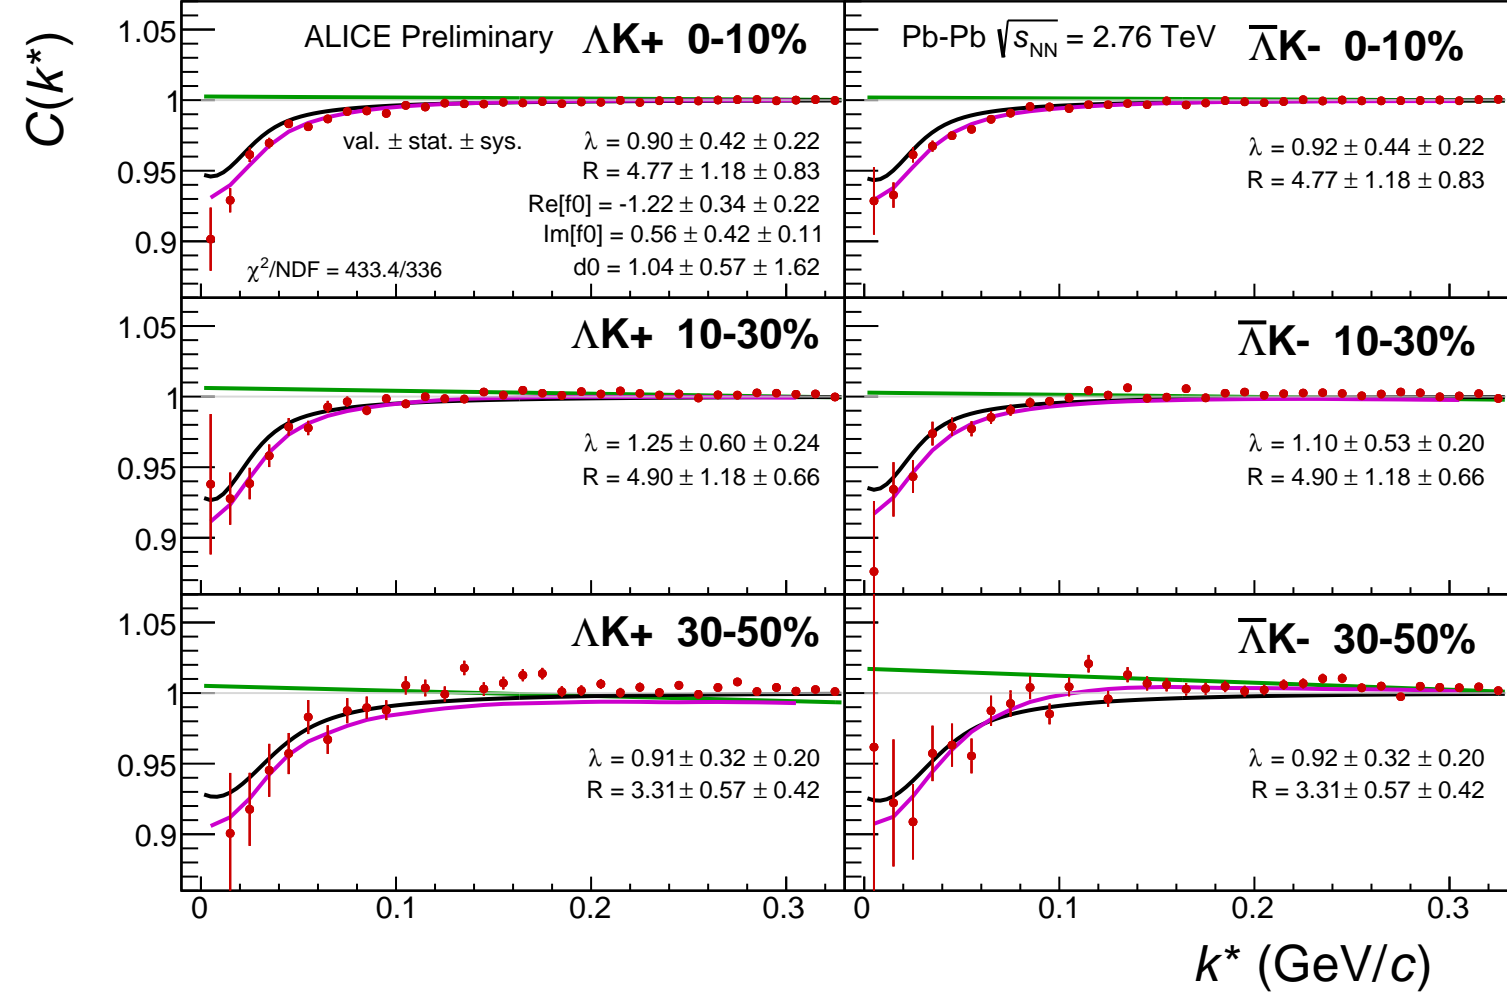 C(k*)
1.05
1
0.95
0.9
ALICE Preliminary ΛK+ 0-10%
val. ± stat. ± sys.
λ = 0.90 ± 0.42 ± 0.22
R = 4.77 ± 1.18 ± 0.83
Re[f0] = -1.22 ± 0.34 ± 0.22
Im[f0] = 0.56 ± 0.42 ± 0.11
d0 = 1.04 ± 0.57 ± 1.62
χ²/NDF = 433.4/336
Pb-Pb √sNN = 2.76 TeV Λ̅K- 0-10%
λ = 0.92 ± 0.44 ± 0.22
R = 4.77 ± 1.18 ± 0.83
1.05
1
0.95
0.9
ΛK+ 10-30%
λ = 1.25 ± 0.60 ± 0.24
R = 4.90 ± 1.18 ± 0.66
Λ̅K- 10-30%
λ = 1.10 ± 0.53 ± 0.20
R = 4.90 ± 1.18 ± 0.66
1.05
1
0.95
0.9
ΛK+ 30-50%
λ = 0.91 ± 0.32 ± 0.20
R = 3.31 ± 0.57 ± 0.42
Λ̅K- 30-50%
λ = 0.92 ± 0.32 ± 0.20
R = 3.31 ± 0.57 ± 0.42
0 0.1 0.2 0.3 0 0.1 0.2 0.3
k* (GeV/c)